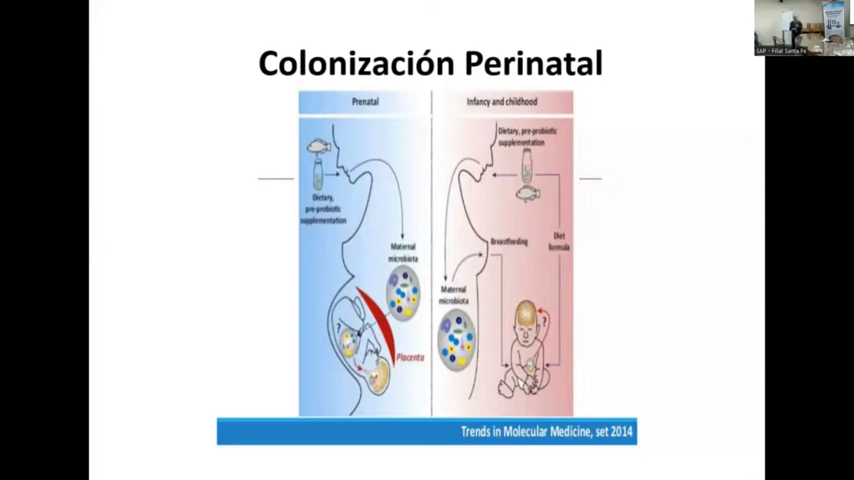 SAP - Filial Santa Fe
Colonización Perinatal
Prenatal
Infancy and childhood
Dietary,
pre-probiotic
supplementation
Maternal
microbiota
?
Placenta
Dietary, pre-probiotic
supplementation
Breastfeeding
Diet
formula
Maternal
microbiota
?
Trends in Molecular Medicine, set 2014